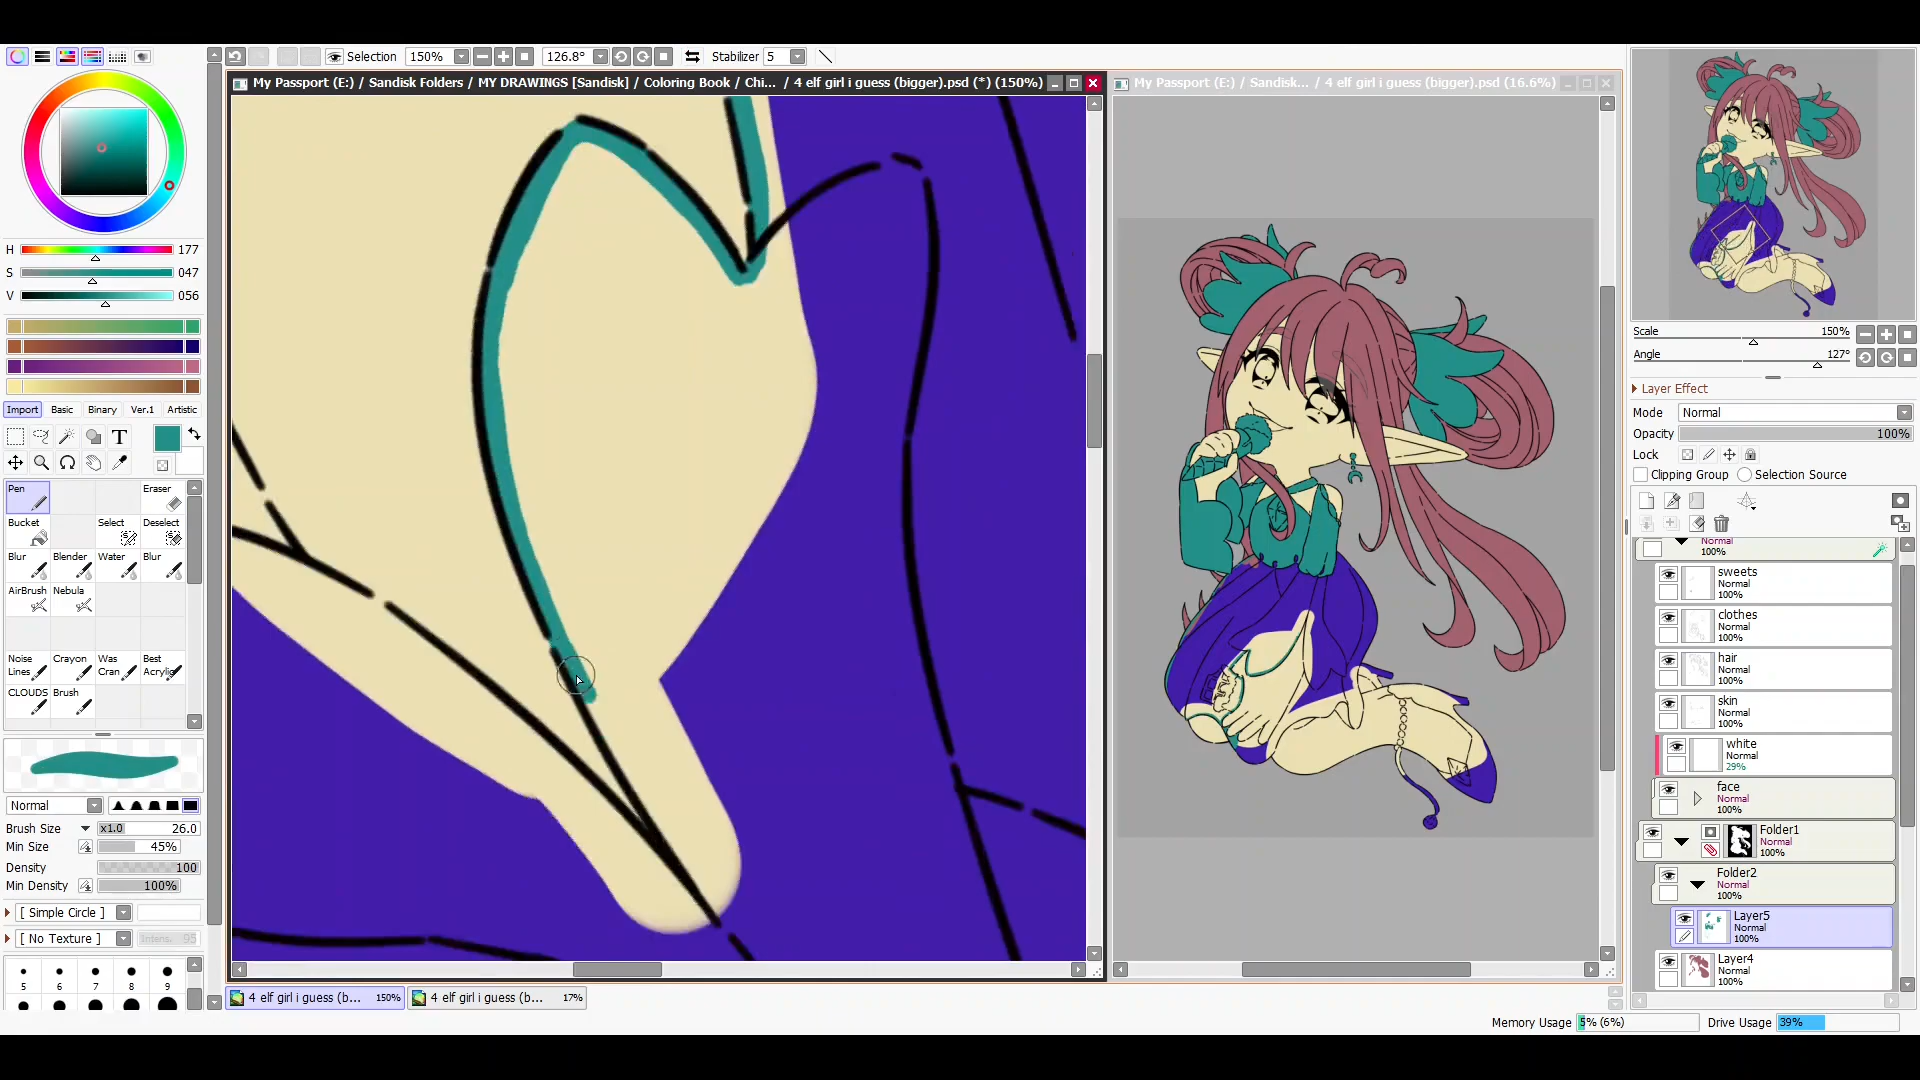 Selection 150% 126.8° Stabilizer 5
My Passport (E:) / Sandisk Folders / MY DRAWINGS [Sandisk] / Coloring Book / Chi... / 4 elf girl i guess (bigger).psd (*) (150%)
My Passport (E:) / Sandisk... / 4 elf girl i guess (bigger).psd (16.6%)
H 177
S 047
V 056
Import Basic Binary Ver.1 Artistic
T
Pen Eraser
Bucket Select Deselect
Blur Blender Water Blur
AirBrush Nebula
Noise Lines Crayon Was Cran Best Acrylic
CLOUDS Brush
Normal
Brush Size x1.0 26.0
Min Size 45%
Density 100
Min Density 100%
[ Simple Circle ]
[ No Texture ] Intens. 95
5 6 7 8 9
4 elf girl i guess (b... 150%
4 elf girl i guess (b... 17%
Scale 150%
Angle 127°
Layer Effect
Mode Normal
Opacity 100%
Lock
Clipping Group Selection Source
Normal
100%
sweets
Normal
100%
clothes
Normal
100%
hair
Normal
100%
skin
Normal
100%
white
Normal
29%
face
Normal
100%
Folder1
Normal
100%
Folder2
Normal
100%
Layer5
Normal
100%
Layer4
Normal
100%
Memory Usage 5% (6%) Drive Usage 39%